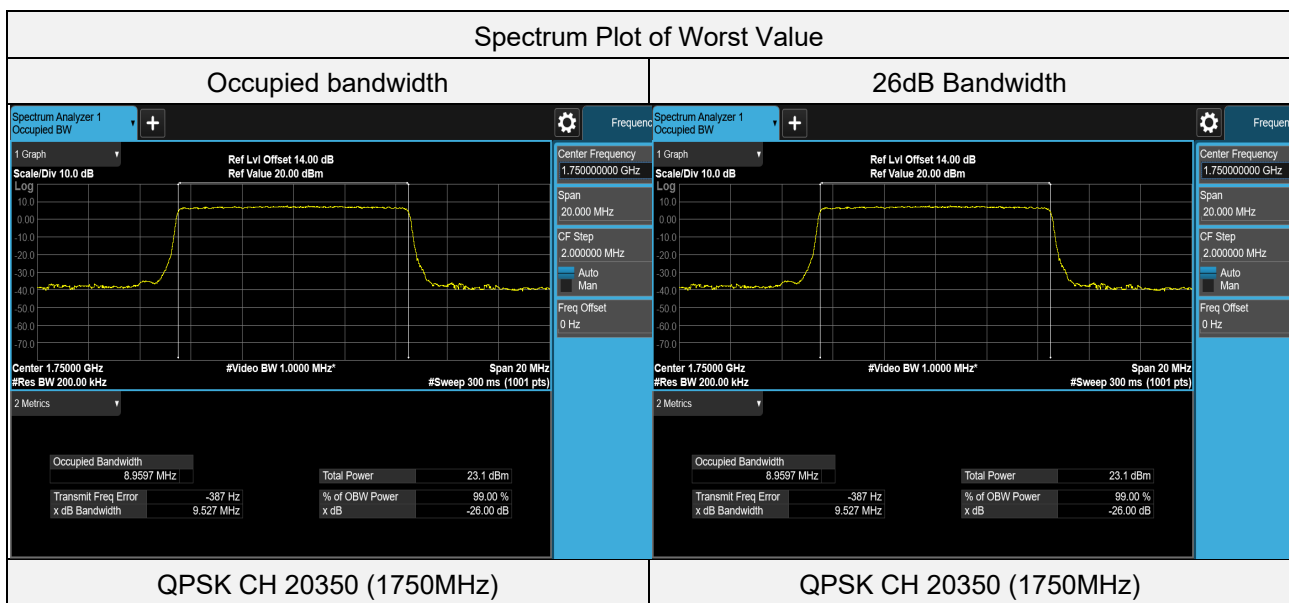 Spectrum Plot of Worst Value
Occupied bandwidth
26dB Bandwidth
Spectrum Analyzer 1
Occupied BW
+
Frequenc
1 Graph
Scale/Div 10.0 dB
Ref Lvl Offset 14.00 dB
Ref Value 20.00 dBm
Log
10.0
0.00
-10.0
-20.0
-30.0
-40.0
-50.0
-60.0
-70.0
Center 1.75000 GHz
#Video BW 1.0000 MHz*
Span 20 MHz
#Res BW 200.00 kHz
#Sweep 300 ms (1001 pts)
Center Frequency
1.750000000 GHz
Span
20.000 MHz
CF Step
2.000000 MHz
Auto
Man
Freq Offset
0 Hz
2 Metrics
Occupied Bandwidth
8.9597 MHz
Total Power 23.1 dBm
Transmit Freq Error -387 Hz
% of OBW Power 99.00 %
x dB Bandwidth 9.527 MHz
x dB -26.00 dB
Spectrum Analyzer 1
Occupied BW
+
Frequen
1 Graph
Scale/Div 10.0 dB
Ref Lvl Offset 14.00 dB
Ref Value 20.00 dBm
Log
10.0
0.00
-10.0
-20.0
-30.0
-40.0
-50.0
-60.0
-70.0
Center 1.75000 GHz
#Video BW 1.0000 MHz*
Span 20 MHz
#Res BW 200.00 kHz
#Sweep 300 ms (1001 pts)
Center Frequency
1.750000000 GHz
Span
20.000 MHz
CF Step
2.000000 MHz
Auto
Man
Freq Offset
0 Hz
2 Metrics
Occupied Bandwidth
8.9597 MHz
Total Power 23.1 dBm
Transmit Freq Error -387 Hz
% of OBW Power 99.00 %
x dB Bandwidth 9.527 MHz
x dB -26.00 dB
QPSK CH 20350 (1750MHz)
QPSK CH 20350 (1750MHz)